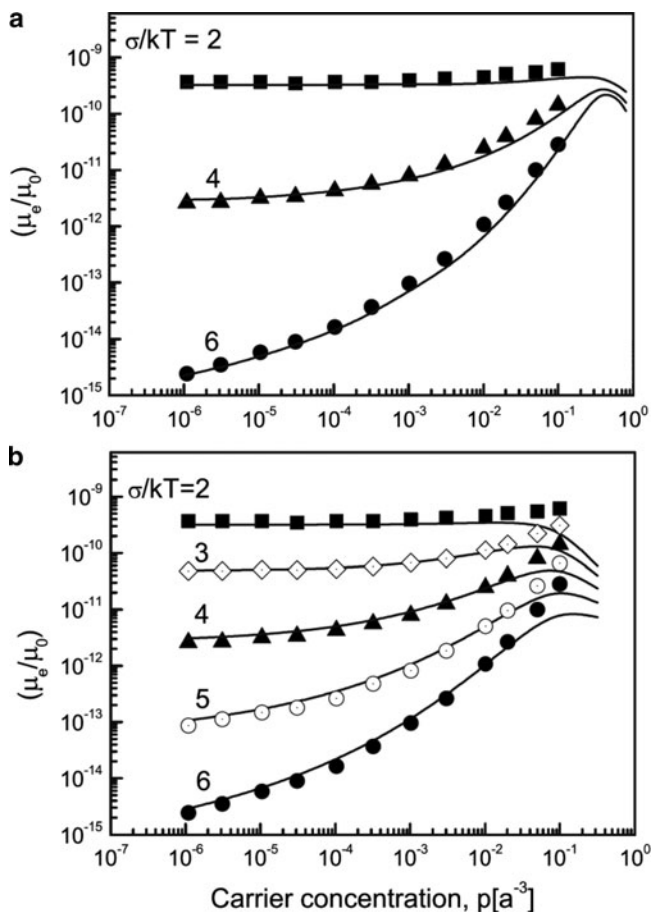 a
σ/kT = 2
10⁻⁹
10⁻¹⁰
10⁻¹¹
10⁻¹²
10⁻¹³
10⁻¹⁴
10⁻¹⁵
(μₑ/μ₀)
4
6
10⁻⁷ 10⁻⁶ 10⁻⁵ 10⁻⁴ 10⁻³ 10⁻² 10⁻¹ 10⁰
b
σ/kT=2
10⁻⁹
10⁻¹⁰
10⁻¹¹
10⁻¹²
10⁻¹³
10⁻¹⁴
10⁻¹⁵
(μₑ/μ₀)
3
4
5
6
10⁻⁷ 10⁻⁶ 10⁻⁵ 10⁻⁴ 10⁻³ 10⁻² 10⁻¹ 10⁰
Carrier concentration, p[a⁻³]